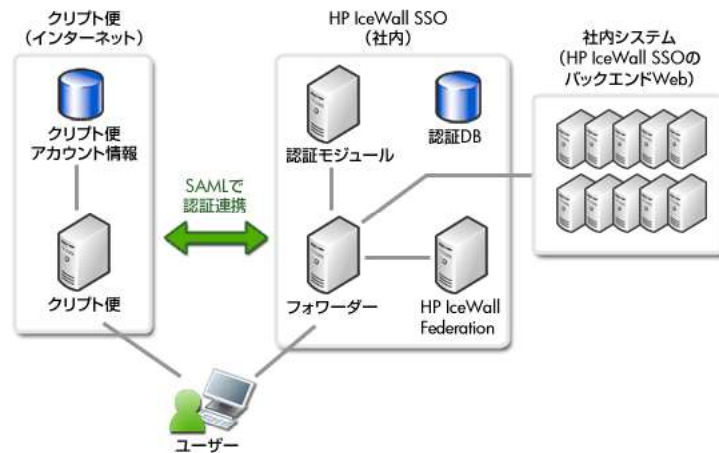 クリプト便
（インターネット）
クリプト便
アカウント情報
クリプト便
SAMLで
認証連携
HP IceWall SSO
（社内）
認証モジュール
認証DB
フォワーダー
HP IceWall
Federation
社内システム
（HP IceWall SSOの
バックエンドWeb）
ユーザー